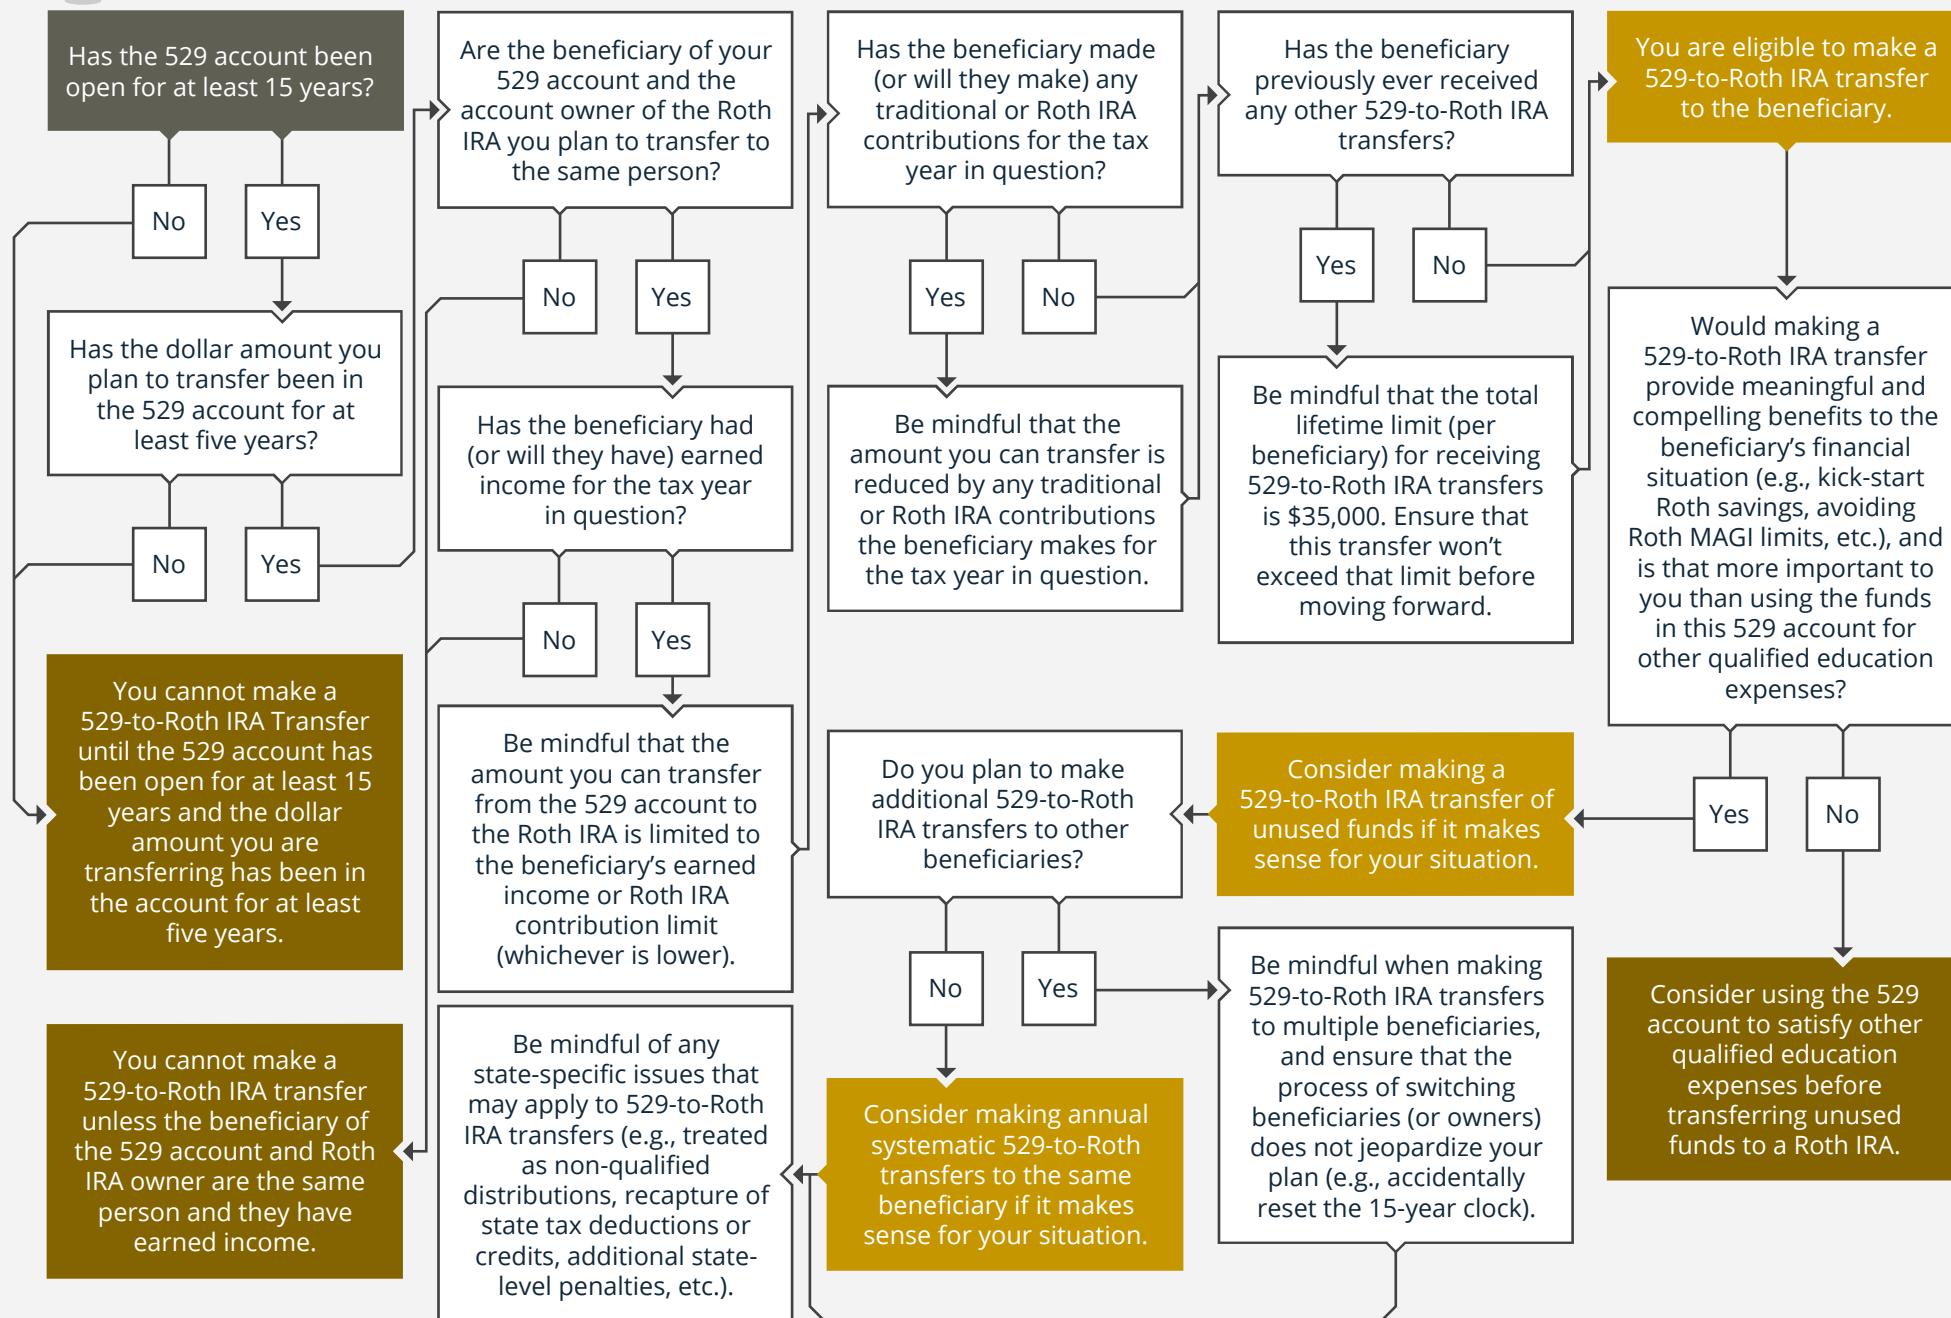 Has the 529 account been
open for at least 15 years?
No
Yes
Has the dollar amount you
plan to transfer been in
the 529 account for at
least five years?
No
Yes
You cannot make a
529-to-Roth IRA Transfer
until the 529 account has
been open for at least 15
years and the dollar
amount you are
transferring has been in
the account for at least
five years.
You cannot make a
529-to-Roth IRA transfer
unless the beneficiary of
the 529 account and Roth
IRA owner are the same
person and they have
earned income.
Are the beneficiary of your
529 account and the
account owner of the Roth
IRA you plan to transfer to
the same person?
No
Yes
Has the beneficiary had
(or will they have) earned
income for the tax year
in question?
No
Yes
Be mindful that the
amount you can transfer
from the 529 account to
the Roth IRA is limited to
the beneficiary's earned
income or Roth IRA
contribution limit
(whichever is lower).
Be mindful of any
state-specific issues that
may apply to 529-to-Roth
IRA transfers (e.g., treated
as non-qualified
distributions, recapture of
state tax deductions or
credits, additional state-
level penalties, etc.).
Has the beneficiary made
(or will they make) any
traditional or Roth IRA
contributions for the tax
year in question?
Yes
No
Be mindful that the
amount you can transfer is
reduced by any traditional
or Roth IRA contributions
the beneficiary makes for
the tax year in question.
Do you plan to make
additional 529-to-Roth
IRA transfers to other
beneficiaries?
No
Yes
Consider making annual
systematic 529-to-Roth
transfers to the same
beneficiary if it makes
sense for your situation.
Has the beneficiary
previously ever received
any other 529-to-Roth IRA
transfers?
Yes
No
Be mindful that the total
lifetime limit (per
beneficiary) for receiving
529-to-Roth IRA transfers
is $35,000. Ensure that
this transfer won't
exceed that limit before
moving forward.
Consider making a
529-to-Roth IRA transfer of
unused funds if it makes
sense for your situation.
Be mindful when making
529-to-Roth IRA transfers
to multiple beneficiaries,
and ensure that the
process of switching
beneficiaries (or owners)
does not jeopardize your
plan (e.g., accidentally
reset the 15-year clock).
You are eligible to make a
529-to-Roth IRA transfer
to the beneficiary.
Would making a
529-to-Roth IRA transfer
provide meaningful and
compelling benefits to the
beneficiary's financial
situation (e.g., kick-start
Roth savings, avoiding
Roth MAGI limits, etc.), and
is that more important to
you than using the funds
in this 529 account for
other qualified education
expenses?
Yes
No
Consider using the 529
account to satisfy other
qualified education
expenses before
transferring unused
funds to a Roth IRA.